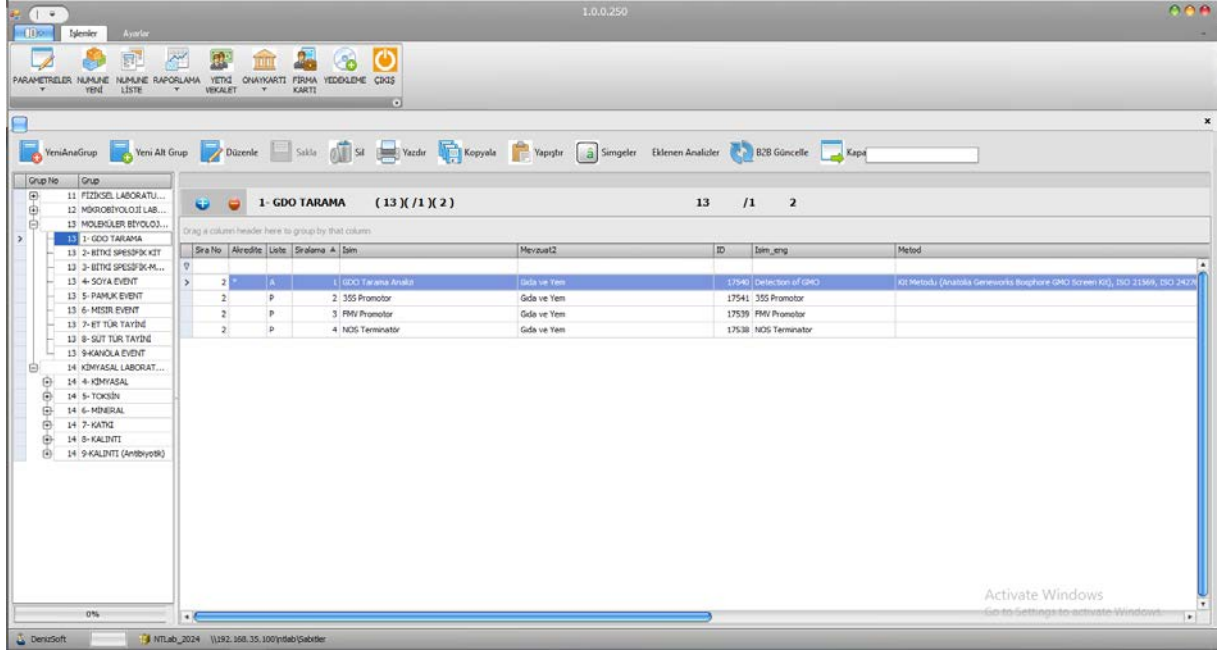 1.0.0.250
İşlemler Ayarlar
PARAMETRELER NUMUNE YENİ NUMUNE LİSTE RAPORLAMA YETKİ VEKALET ONAYKARTI FİRMA KARTI YEDEKLEME ÇIKIŞ
YeniAnaGrup Yeni Alt Grup Düzenle Sakla Sil Yazdır Kopyala Yapıştır Simgeler Eklenen Analizler B2B Güncelle Kapa
Grup No Grup
11 FİZİKSEL LABORATU...
12 MİKROBİYOLOJİ LAB...
13 MOLEKÜLER BİYOLOJ...
13 1- GDO TARAMA
13 2- BİTKİ SPESİFİK KİT
13 3- BİTKİ SPESİFİK-M...
13 4- SOYA EVENT
13 5- PAMUK EVENT
13 6- MISIR EVENT
13 7- ET TÜR TAYİNİ
13 8- SÜT TÜR TAYİNİ
13 9-KANOLA EVENT
14 KİMYASAL LABORAT...
14 4- KİMYASAL
14 5- TOKSİN
14 6- MİNERAL
14 7- KATKI
14 8- KALINTI
14 9-KALINTI (Antibiyotik)
0%
1- GDO TARAMA ( 13 )( /1 )( 2 ) 13 /1 2
Drag a column header here to group by that column
Sıra No Akredite Liste Sıralama İsim Mevzuat2 ID Isim_eng Metod
2 * A 1 GDO Tarama Analizi Gıda ve Yem 17540 Detection of GMO Kit Metodu (Anatolia Geneworks Bosphore GMO Screen Kit), ISO 21569, ISO 24276
2 P 2 35S Promotor Gıda ve Yem 17541 35S Promotor
2 P 3 FMV Promotor Gıda ve Yem 17539 FMV Promotor
2 P 4 NOS Terminatör Gıda ve Yem 17538 NOS Terminator
Activate Windows
Go to Settings to activate Windows.
DenizSoft NTLab_2024 \\192.168.35.100\ntlab\Sabitler